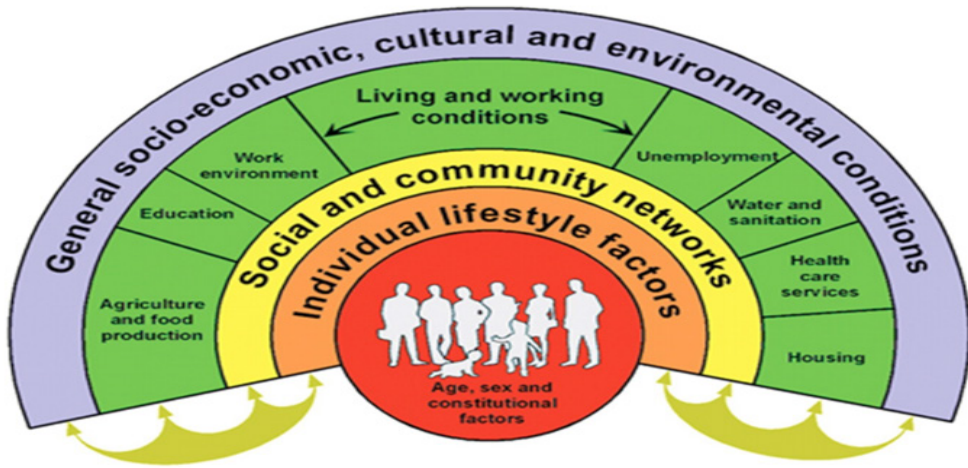 General socio-economic, cultural and environmental conditions
Living and working
conditions
Work
environment
Education
Agriculture
and food
production
Unemployment
Water and
sanitation
Health
care
services
Housing
Social and community networks
Individual lifestyle factors
Age, sex and
constitutional
factors